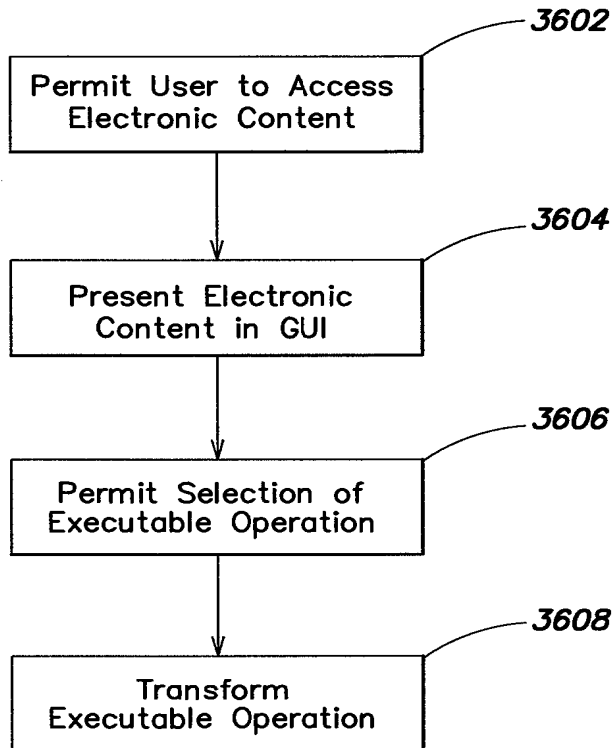 3602
Permit User to Access
Electronic Content
3604
Present Electronic
Content in GUI
3606
Permit Selection of
Executable Operation
3608
Transform
Executable Operation